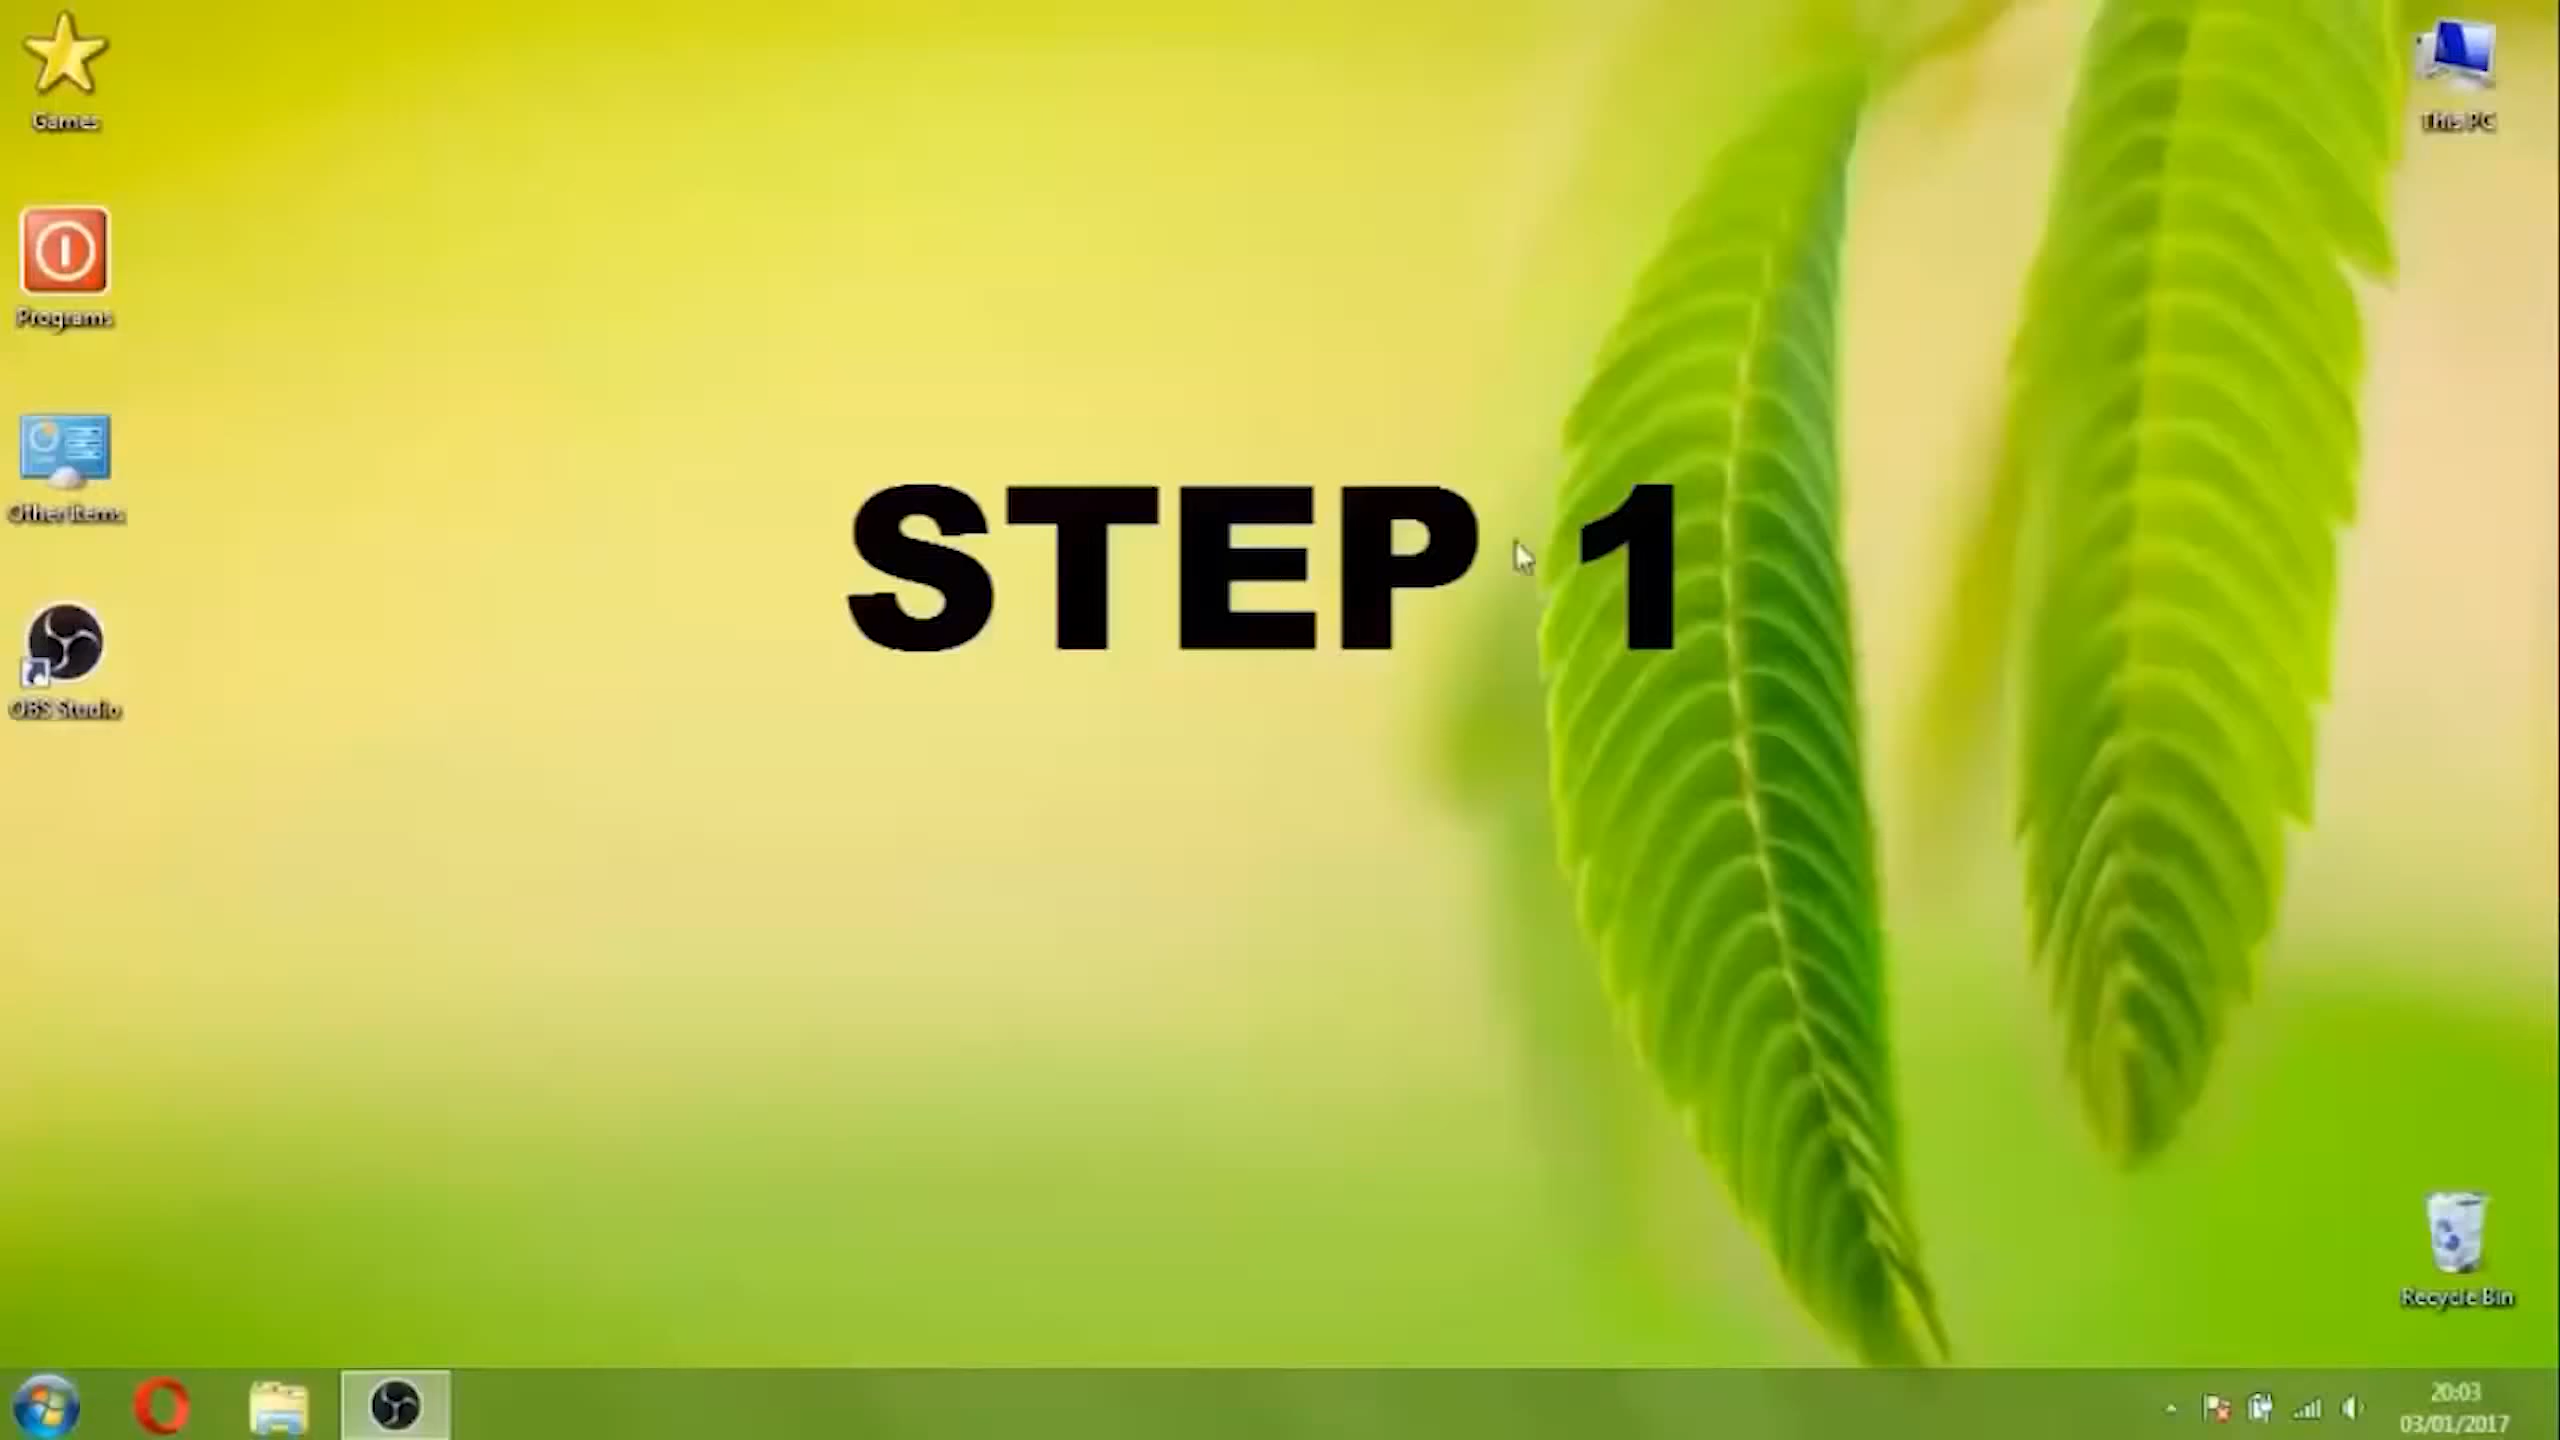 Games
This PC
Programs
Other Items
STEP 1
OBS Studio
Recycle Bin
20:03
03/01/2017